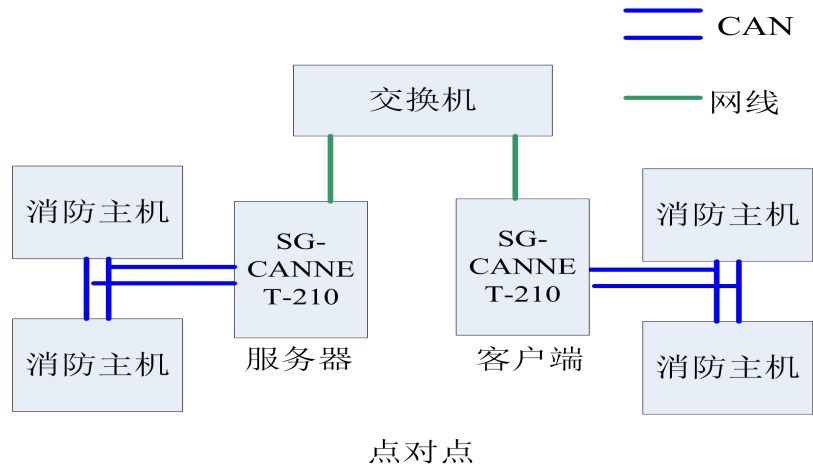 CAN
交换机
网线
消防主机
SG-
CANNE
T-210
SG-
CANNE
T-210
消防主机
消防主机
服务器
客户端
消防主机
点对点